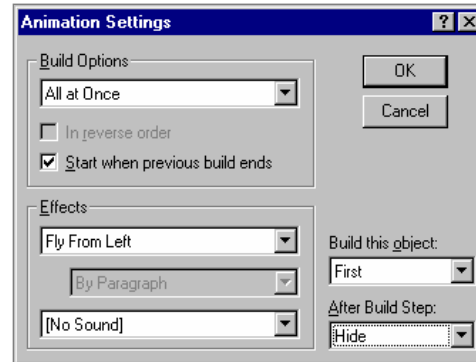 Animation Settings
Build Options
All at Once
In reverse order
Start when previous build ends
OK
Cancel
Effects
Fly From Left
By Paragraph
[No Sound]
Build this object:
First
After Build Step:
Hide